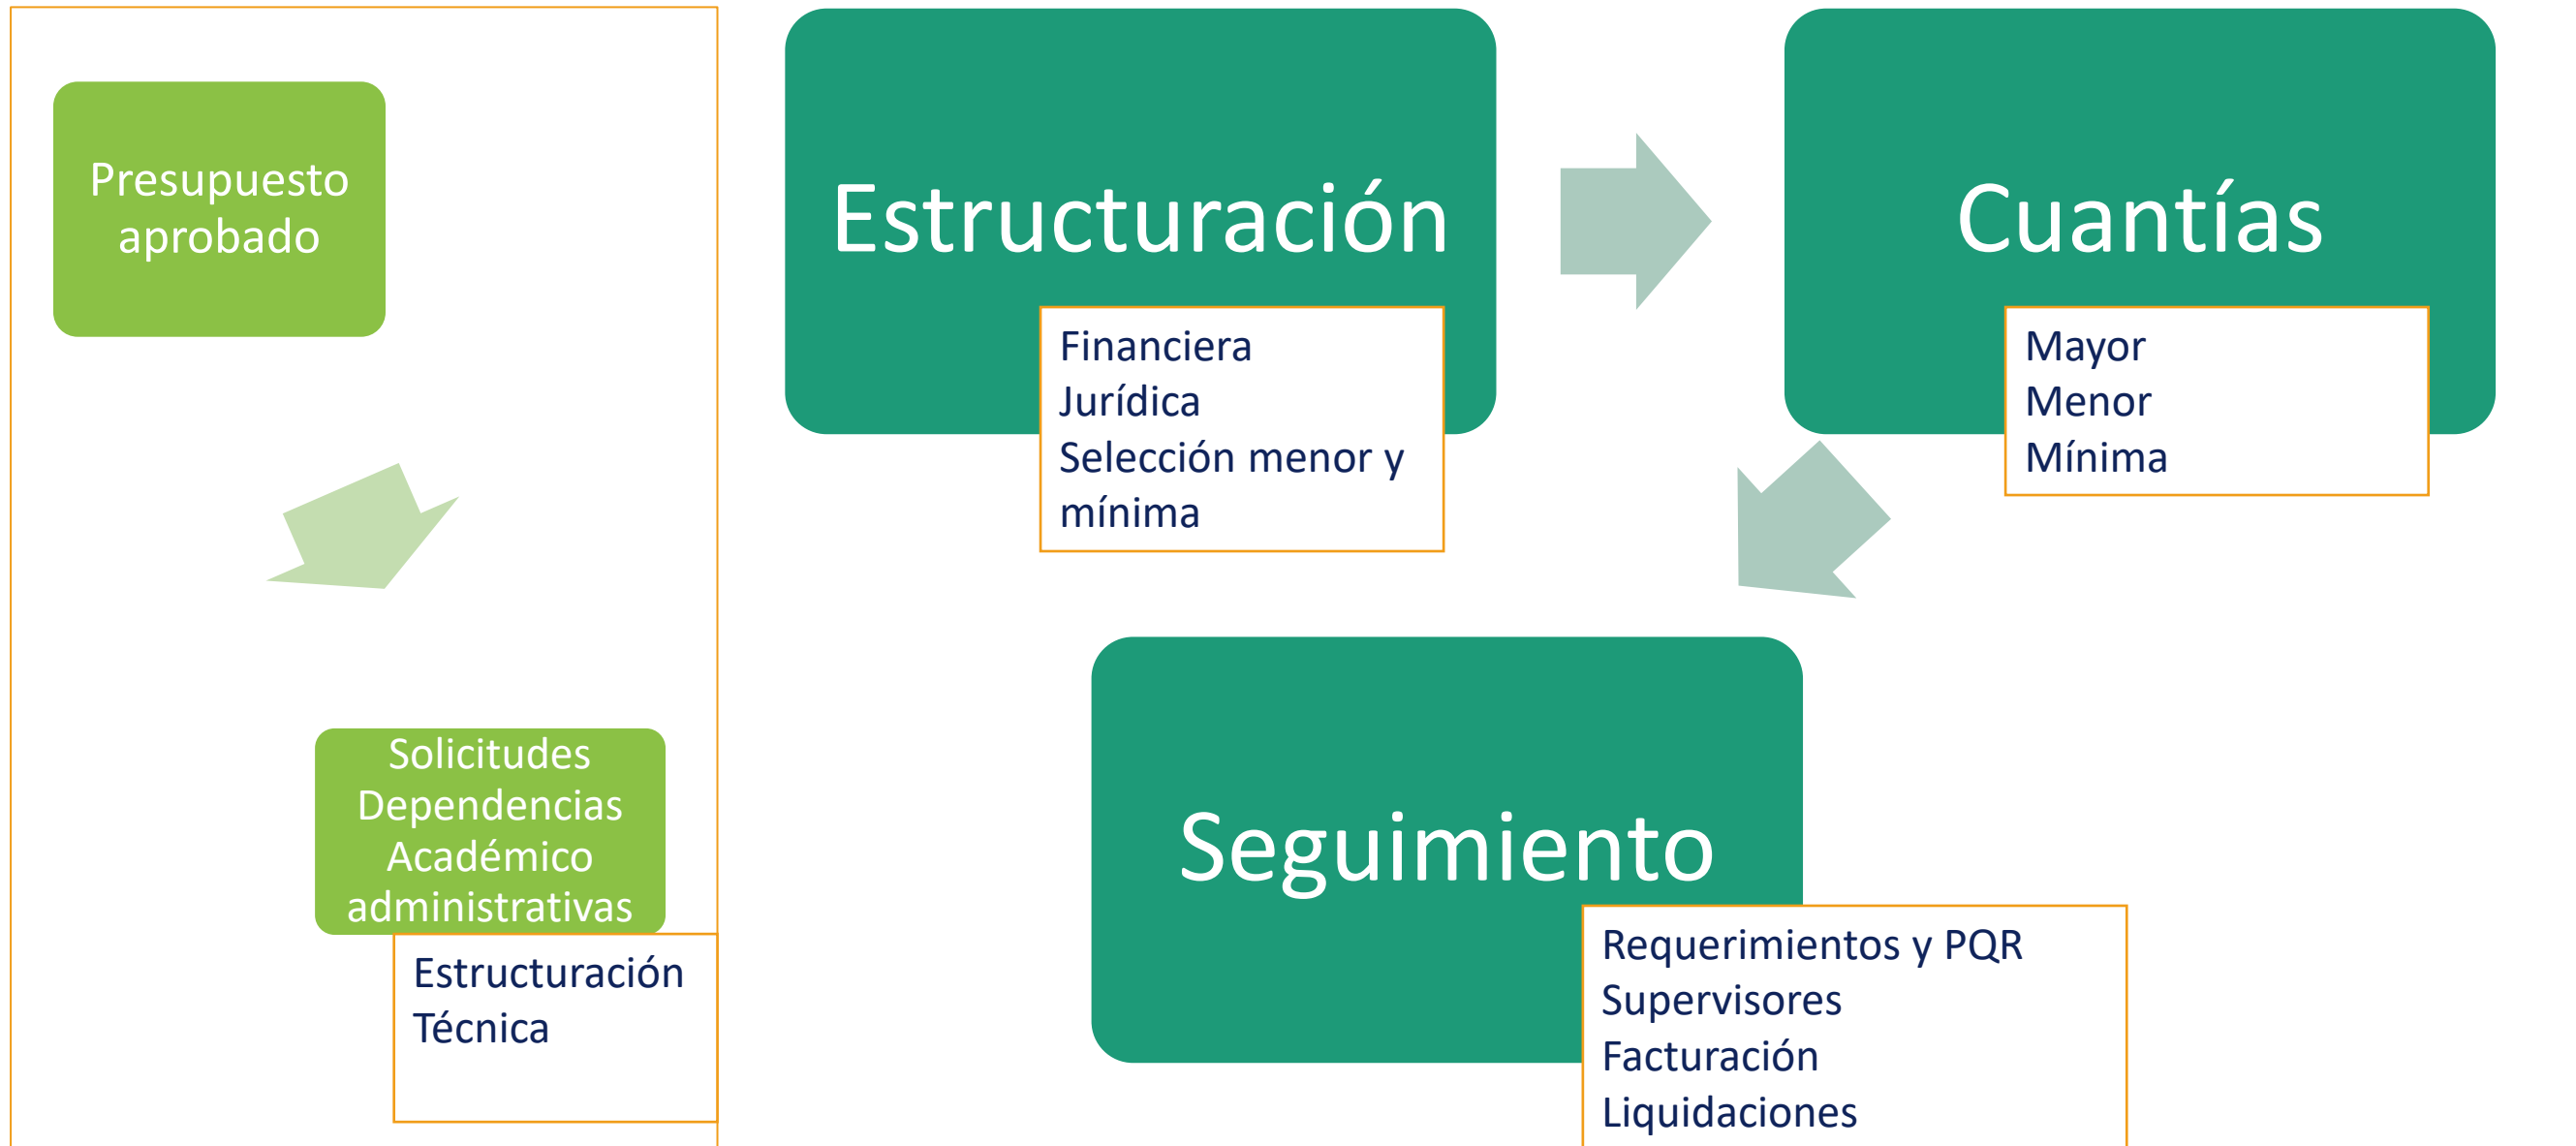 Presupuesto
aprobado
Solicitudes
Dependencias
Académico
administrativas
Estructuración
Técnica
Estructuración
Financiera
Jurídica
Selección menor y
mínima
Cuantías
Mayor
Menor
Mínima
Seguimiento
Requerimientos y PQR
Supervisores
Facturación
Liquidaciones